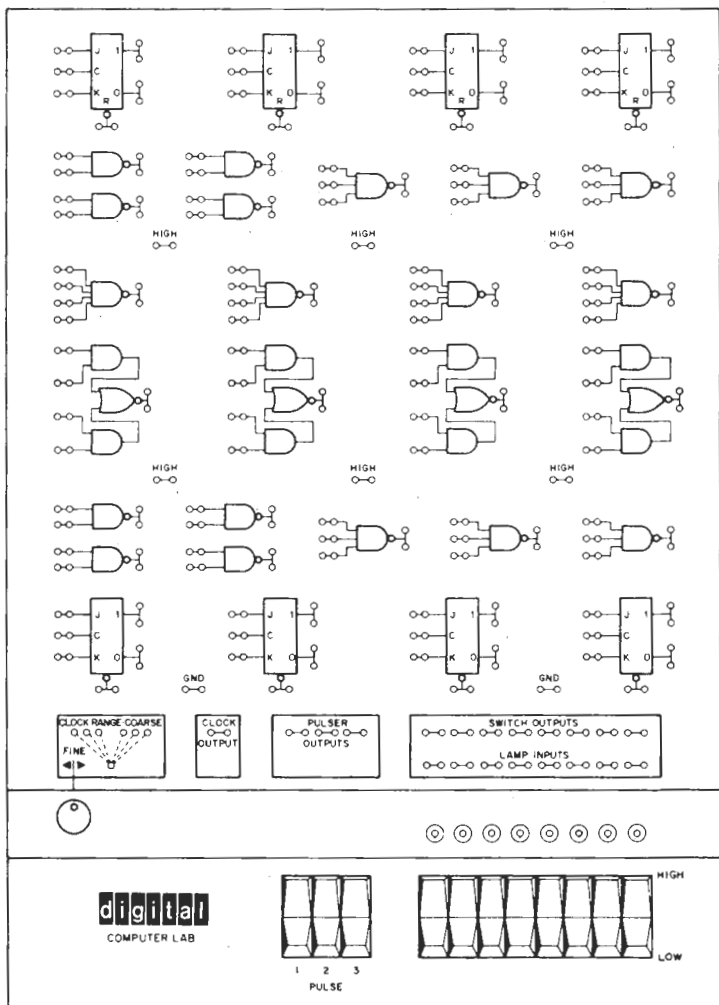 J 1 J 1 J 1 J 1
C C C C
K 0 K 0 K 0 K 0
R R R R
HIGH HIGH HIGH
HIGH HIGH HIGH
J 1 J 1 J 1 J 1
C C C C
K 0 K 0 K 0 K 0
GND GND
CLOCK RANGE-COARSE CLOCK PULSER SWITCH OUTPUTS
OUTPUT OUTPUTS
FINE LAMP INPUTS
HIGH
digital
COMPUTER LAB
LOW
1 2 3
PULSE